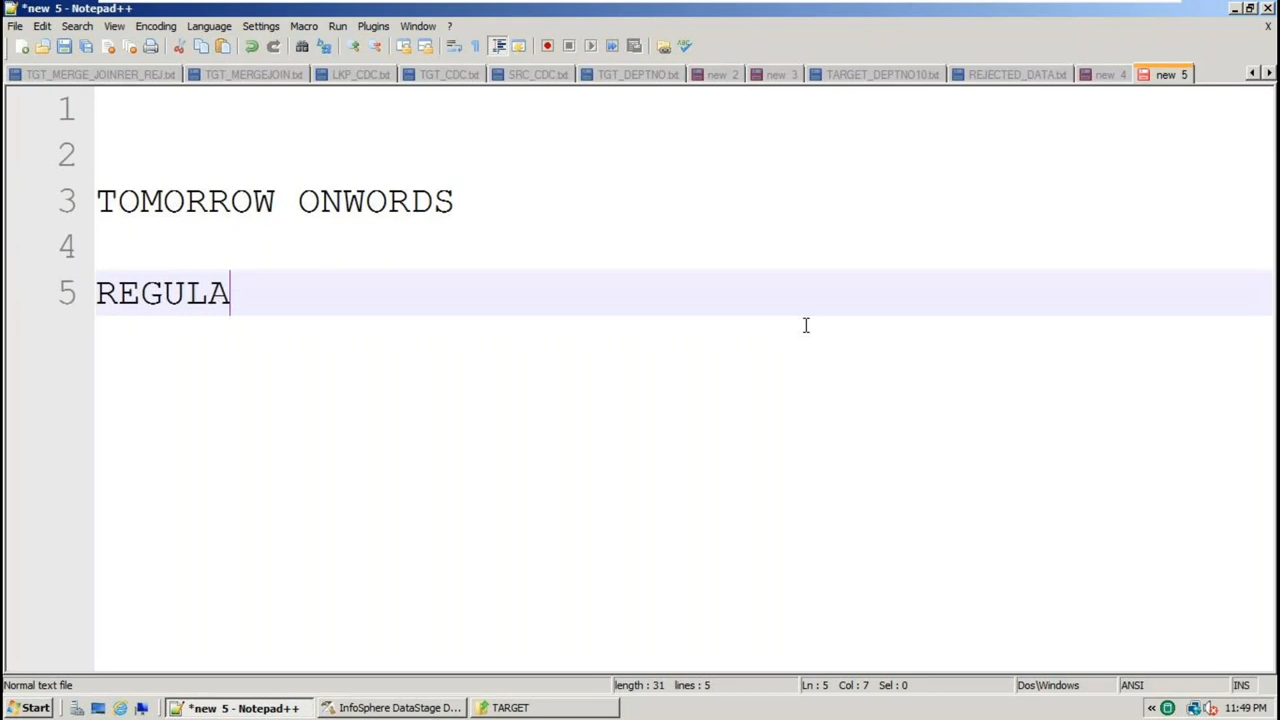 *new 5 - Notepad++
File Edit Search View Encoding Language Settings Macro Run Plugins Window ? X
TGT_MERGE_JOINRER_REJ.txt TGT_MERGEJOIN.txt LKP_CDC.txt TGT_CDC.txt SRC_CDC.txt TGT_DEPTNO.txt new 2 new 3 TARGET_DEPTNO10.txt REJECTED_DATA.txt new 4 new 5
1
2
3 TOMORROW ONWORDS
4
5 REGULA
Normal text file length : 31 lines : 5 Ln : 5 Col : 7 Sel : 0 Dos\Windows ANSI INS
Start *new 5 - Notepad++ InfoSphere DataStage D... TARGET « 11:49 PM